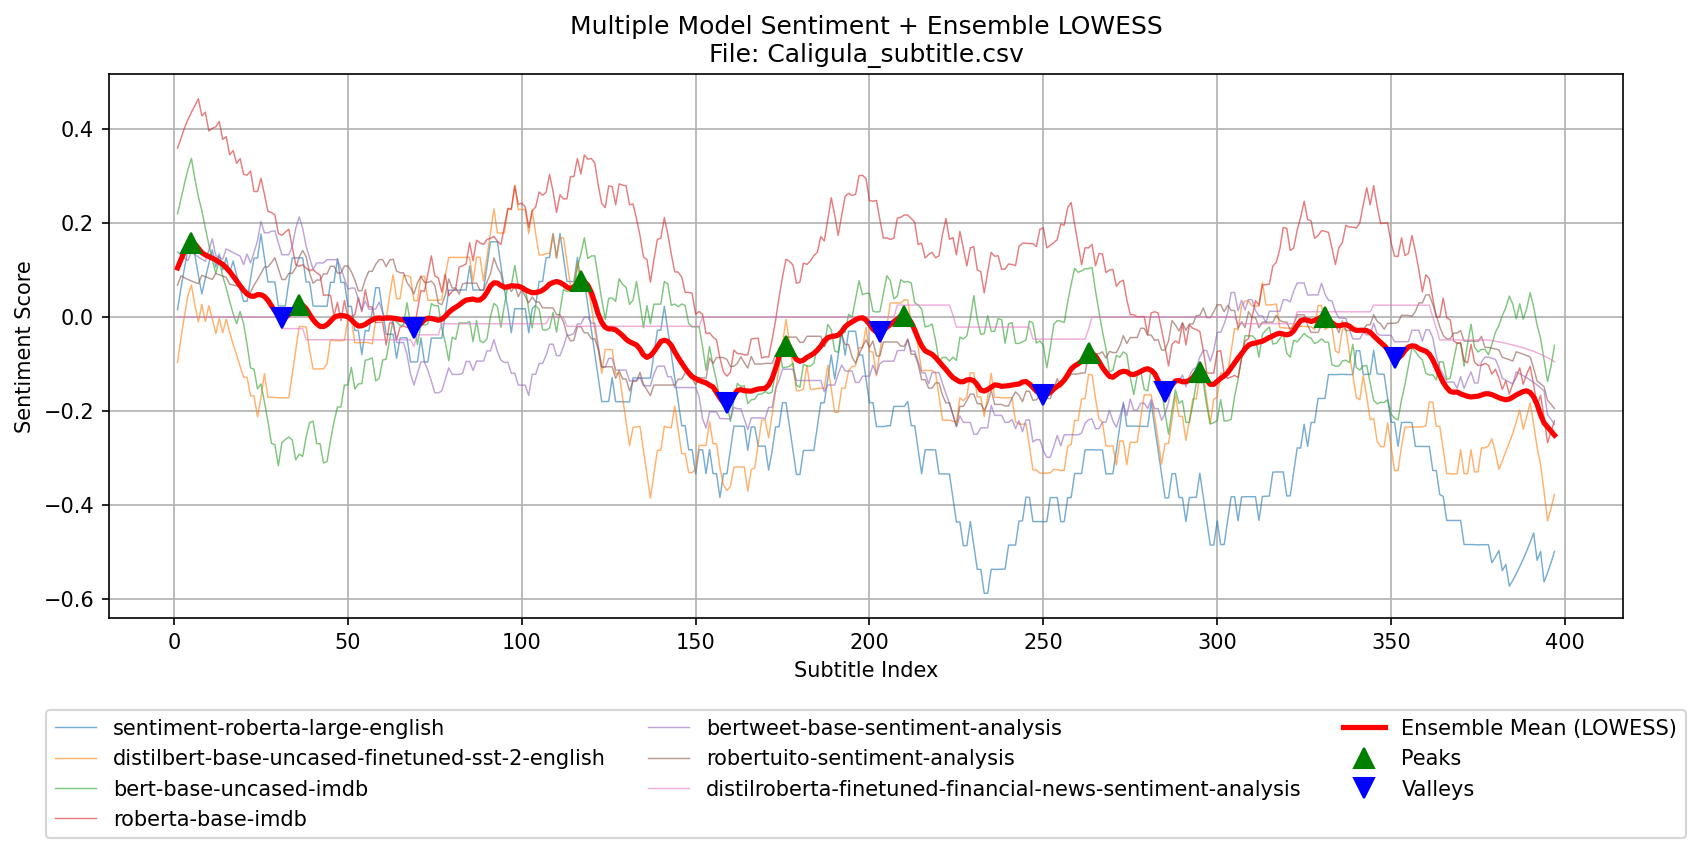 Multiple Model Sentiment + Ensemble LOWESS
File: Caligula_subtitle.csv
Sentiment Score
0.4
0.2
0.0
−0.2
−0.4
−0.6
0 50 100 150 200 250 300 350 400
Subtitle Index
sentiment-roberta-large-english
distilbert-base-uncased-finetuned-sst-2-english
bert-base-uncased-imdb
roberta-base-imdb
bertweet-base-sentiment-analysis
robertuito-sentiment-analysis
distilroberta-finetuned-financial-news-sentiment-analysis
Ensemble Mean (LOWESS)
Peaks
Valleys